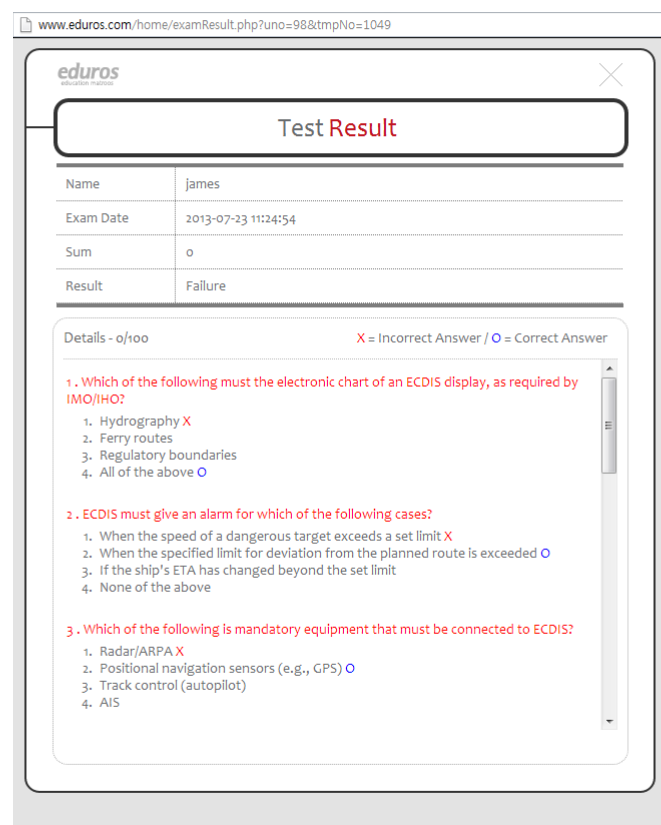 www.eduros.com/home/examResult.php?uno=98&tmpNo=1049
eduros
education matross
Test Result
Name james
Exam Date 2013-07-23 11:24:54
Sum 0
Result Failure
Details - 0/100 X = Incorrect Answer / O = Correct Answer
1 . Which of the following must the electronic chart of an ECDIS display, as required by
IMO/IHO?
1. Hydrography X
2. Ferry routes
3. Regulatory boundaries
4. All of the above O
2 . ECDIS must give an alarm for which of the following cases?
1. When the speed of a dangerous target exceeds a set limit X
2. When the specified limit for deviation from the planned route is exceeded O
3. If the ship's ETA has changed beyond the set limit
4. None of the above
3 . Which of the following is mandatory equipment that must be connected to ECDIS?
1. Radar/ARPA X
2. Positional navigation sensors (e.g., GPS) O
3. Track control (autopilot)
4. AIS